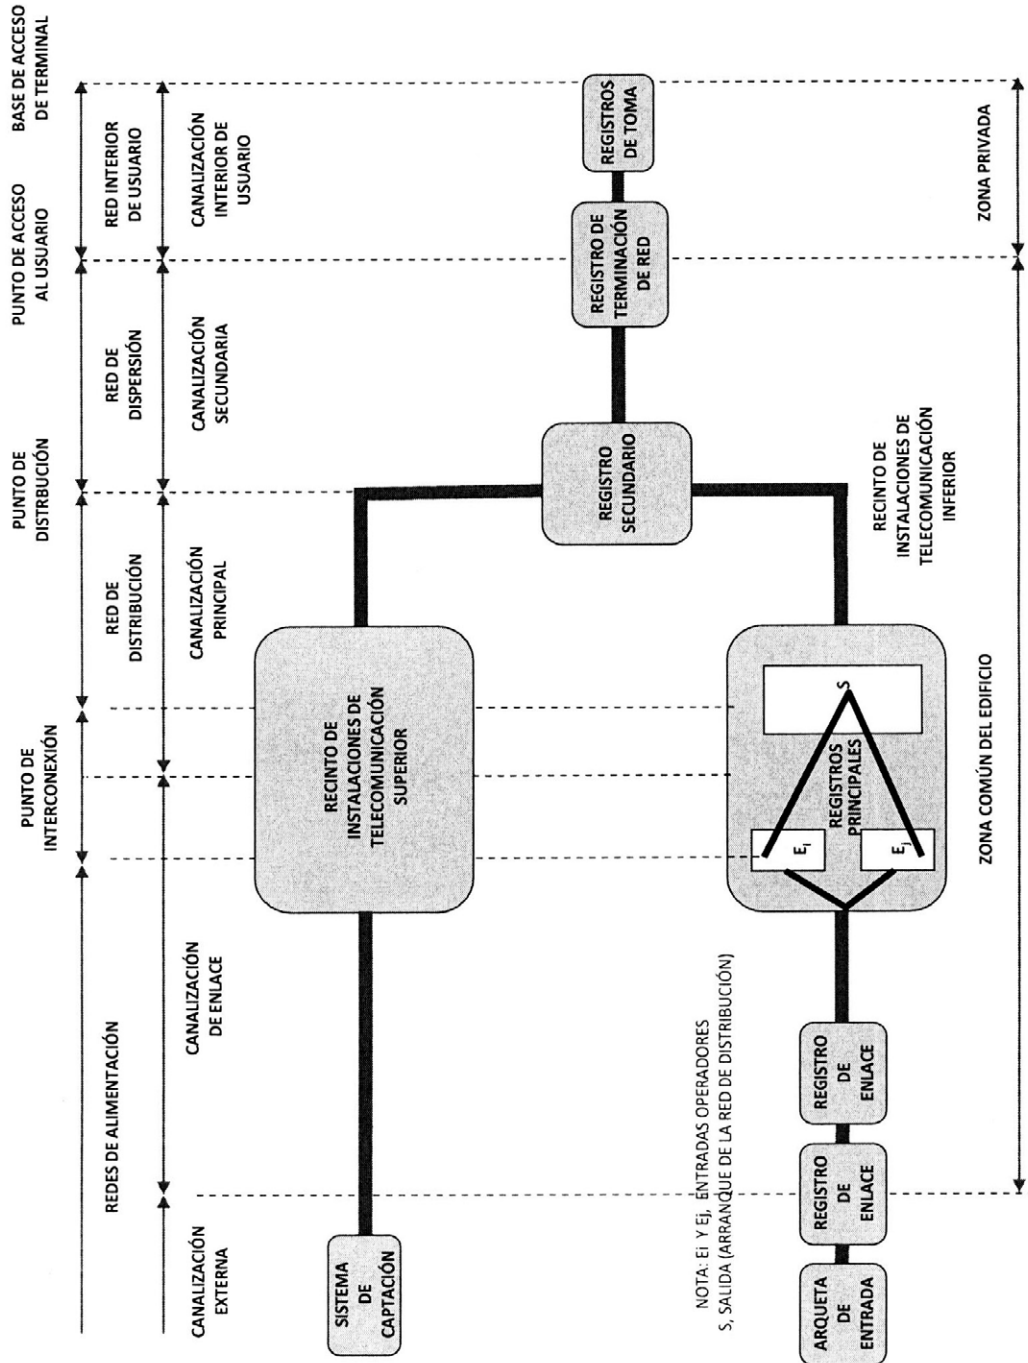 PUNTO DE
INTERCONEXIÓN
PUNTO DE
DISTRBUCIÓN
PUNTO DE ACCESO
AL USUARIO
BASE DE ACCESO
DE TERMINAL
REDES DE ALIMENTACIÓN
RED DE
DISTRIBUCIÓN
RED DE
DISPERSIÓN
RED INTERIOR
DE USUARIO
CANALIZACIÓN
EXTERNA
CANALIZACIÓN
DE ENLACE
CANALIZACIÓN
PRINCIPAL
CANALIZACIÓN
SECUNDARIA
CANALIZACIÓN
INTERIOR DE
USUARIO
SISTEMA
DE
CAPTACIÓN
RECINTO DE
INSTALACIONES DE
TELECOMUNICACIÓN
SUPERIOR
REGISTRO
SECUNDARIO
REGISTRO DE
TERMINACIÓN
DE RED
REGISTROS
DE TOMA
NOTA: Ei Y Ej, ENTRADAS OPERADORES
S, SALIDA (ARRANQUE DE LA RED DE DISTRIBUCIÓN)
ARQUETA
DE
ENTRADA
REGISTRO
DE
ENLACE
REGISTRO
DE
ENLACE
Ei
Ej
REGISTROS
PRINCIPALES
S
RECINTO DE
INSTALACIONES DE
TELECOMUNICACIÓN
INFERIOR
ZONA COMÚN DEL EDIFICIO
ZONA PRIVADA